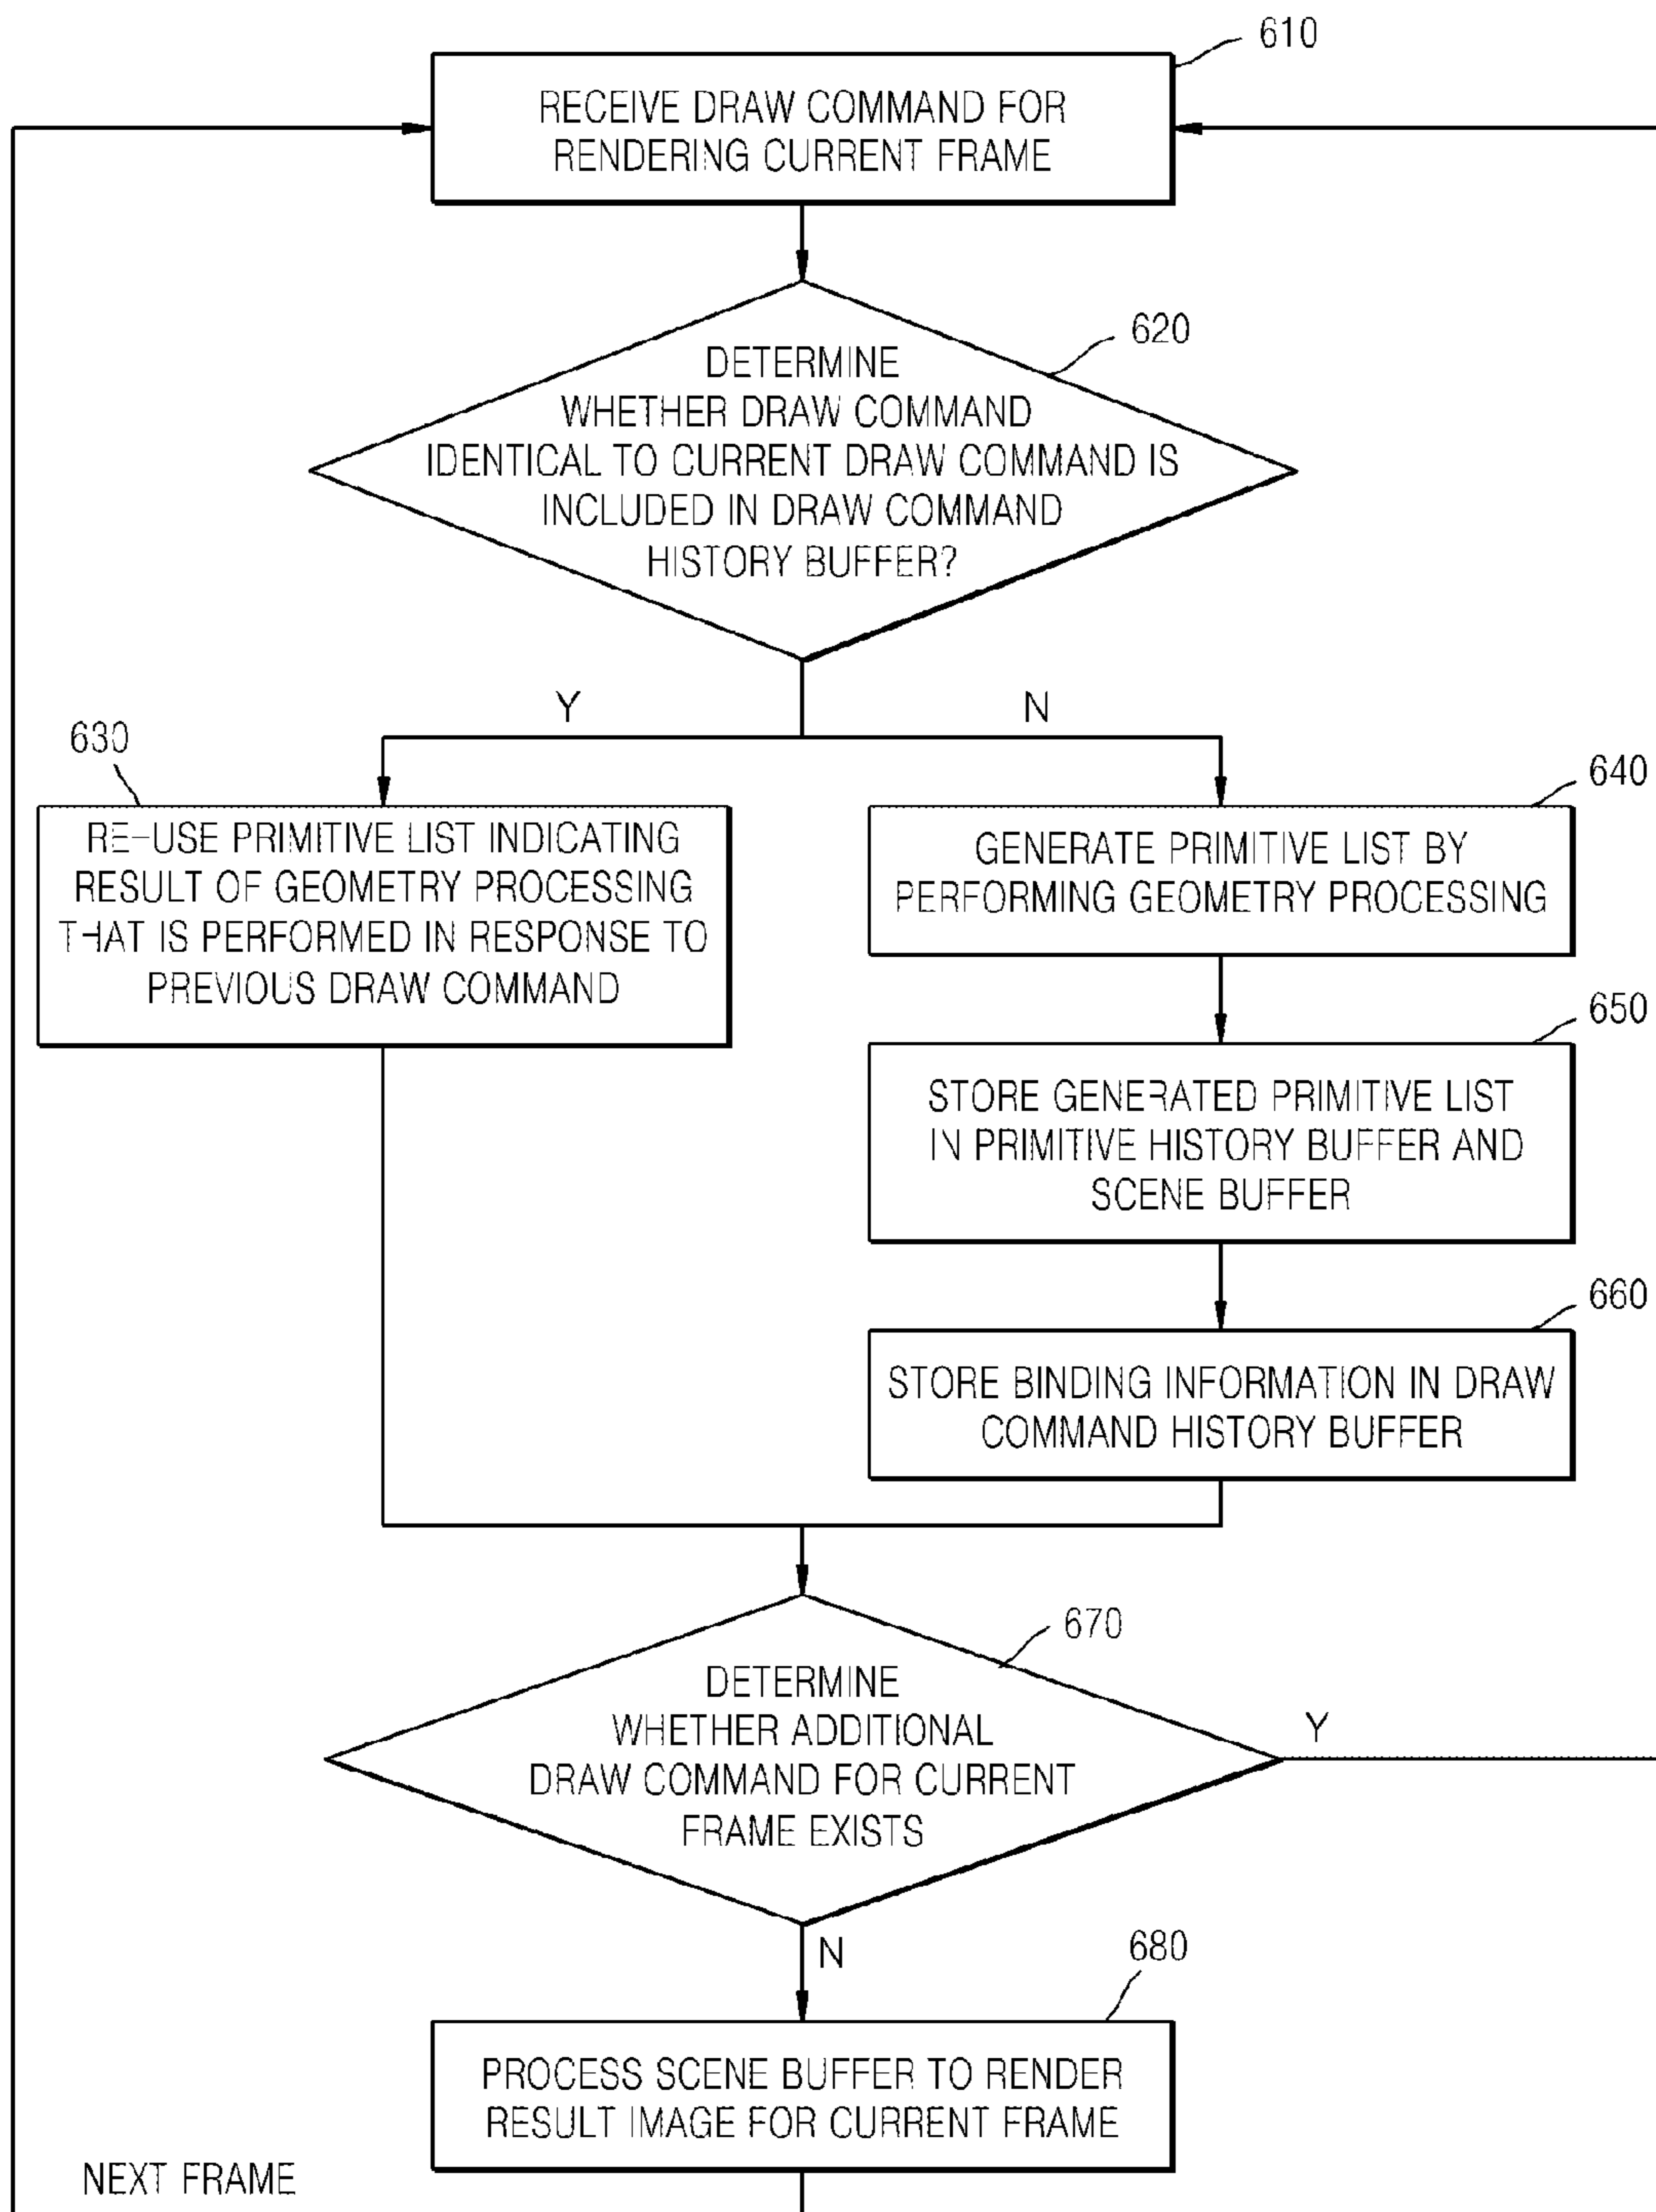 610
RECEIVE DRAW COMMAND FOR
RENDERING CURRENT FRAME
620
DETERMINE
WHETHER DRAW COMMAND
IDENTICAL TO CURRENT DRAW COMMAND IS
INCLUDED IN DRAW COMMAND
HISTORY BUFFER?
Y
N
630
RE-USE PRIMITIVE LIST INDICATING
RESULT OF GEOMETRY PROCESSING
THAT IS PERFORMED IN RESPONSE TO
PREVIOUS DRAW COMMAND
640
GENERATE PRIMITIVE LIST BY
PERFORMING GEOMETRY PROCESSING
650
STORE GENERATED PRIMITIVE LIST
IN PRIMITIVE HISTORY BUFFER AND
SCENE BUFFER
660
STORE BINDING INFORMATION IN DRAW
COMMAND HISTORY BUFFER
670
DETERMINE
WHETHER ADDITIONAL
DRAW COMMAND FOR CURRENT
FRAME EXISTS
Y
N
680
PROCESS SCENE BUFFER TO RENDER
RESULT IMAGE FOR CURRENT FRAME
NEXT FRAME